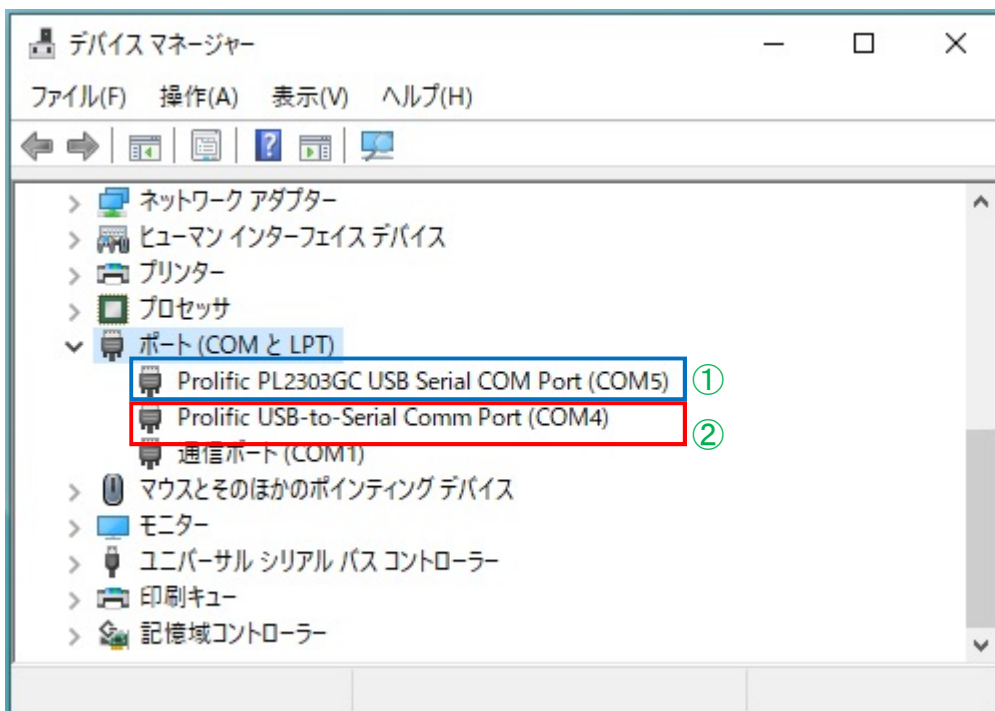 デバイス マネージャー
ファイル(F) 操作(A) 表示(V) ヘルプ(H)
ネットワーク アダプター
ヒューマン インターフェイス デバイス
プリンター
プロセッサ
ポート (COM と LPT)
Prolific PL2303GC USB Serial COM Port (COM5) ①
Prolific USB-to-Serial Comm Port (COM4) ②
通信ポート (COM1)
マウスとそのほかのポインティング デバイス
モニター
ユニバーサル シリアル バス コントローラー
印刷キュー
記憶域コントローラー